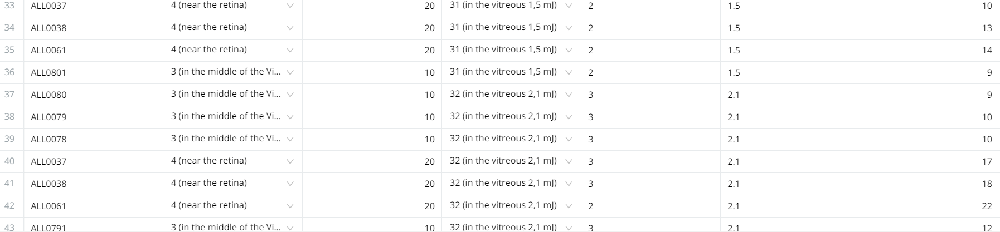 33 ALL0037 4 (near the retina) 20 31 (in the vitreous 1,5 mJ) 2 1.5 10
34 ALL0038 4 (near the retina) 20 31 (in the vitreous 1,5 mJ) 2 1.5 13
35 ALL0061 4 (near the retina) 20 31 (in the vitreous 1,5 mJ) 2 1.5 14
36 ALL0801 3 (in the middle of the Vi... 10 31 (in the vitreous 1,5 mJ) 2 1.5 9
37 ALL0080 3 (in the middle of the Vi... 10 32 (in the vitreous 2,1 mJ) 3 2.1 9
38 ALL0079 3 (in the middle of the Vi... 10 32 (in the vitreous 2,1 mJ) 3 2.1 10
39 ALL0078 3 (in the middle of the Vi... 10 32 (in the vitreous 2,1 mJ) 3 2.1 10
40 ALL0037 4 (near the retina) 20 32 (in the vitreous 2,1 mJ) 3 2.1 17
41 ALL0038 4 (near the retina) 20 32 (in the vitreous 2,1 mJ) 3 2.1 18
42 ALL0061 4 (near the retina) 20 32 (in the vitreous 2,1 mJ) 2 2.1 22
43 ALL0791 3 (in the middle of the Vi... 10 32 (in the vitreous 2,1 mJ) 3 2.1 12